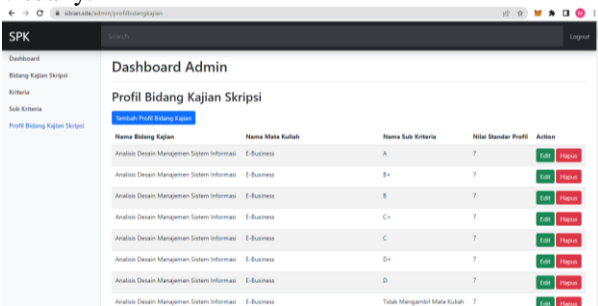 sibian.site/admin/profilbidangkajian
SPK
Search
Logout
Dashboard
Bidang Kajian Skripsi
Kriteria
Sub Kriteria
Profil Bidang Kajian Skripsi
Dashboard Admin
Profil Bidang Kajian Skripsi
Tambah Profil Bidang Kajian
Nama Bidang Kajian Nama Mata Kuliah Nama Sub Kriteria Nilai Standar Profil Action
Analisis Desain Manajemen Sistem Informasi E-Business A 7 Edit Hapus
Analisis Desain Manajemen Sistem Informasi E-Business B+ 7 Edit Hapus
Analisis Desain Manajemen Sistem Informasi E-Business B 7 Edit Hapus
Analisis Desain Manajemen Sistem Informasi E-Business C+ 7 Edit Hapus
Analisis Desain Manajemen Sistem Informasi E-Business C 7 Edit Hapus
Analisis Desain Manajemen Sistem Informasi E-Business D+ 7 Edit Hapus
Analisis Desain Manajemen Sistem Informasi E-Business D 7 Edit Hapus
Analisis Desain Manajemen Sistem Informasi E-Business Tidak Mengambil Mata Kuliah 7 Edit Hapus